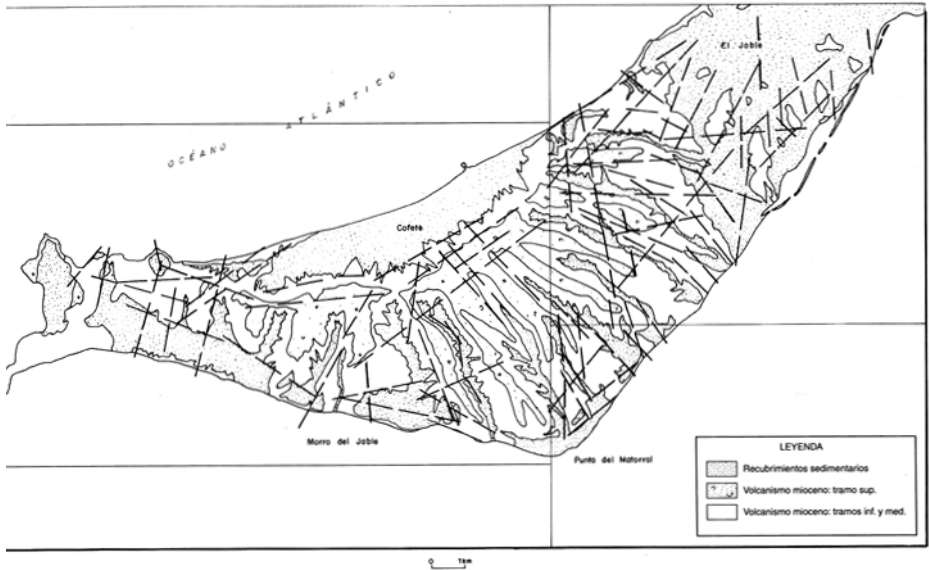 El Jable
OCÉANO ATLÁNTICO
Cofete
Morro del Jable
Punta del Matorral
LEYENDA
Recubrimientos sedimentarios
Volcanismo mioceno: tramo sup.
Volcanismo mioceno: tramos inf. y med.
0 1km